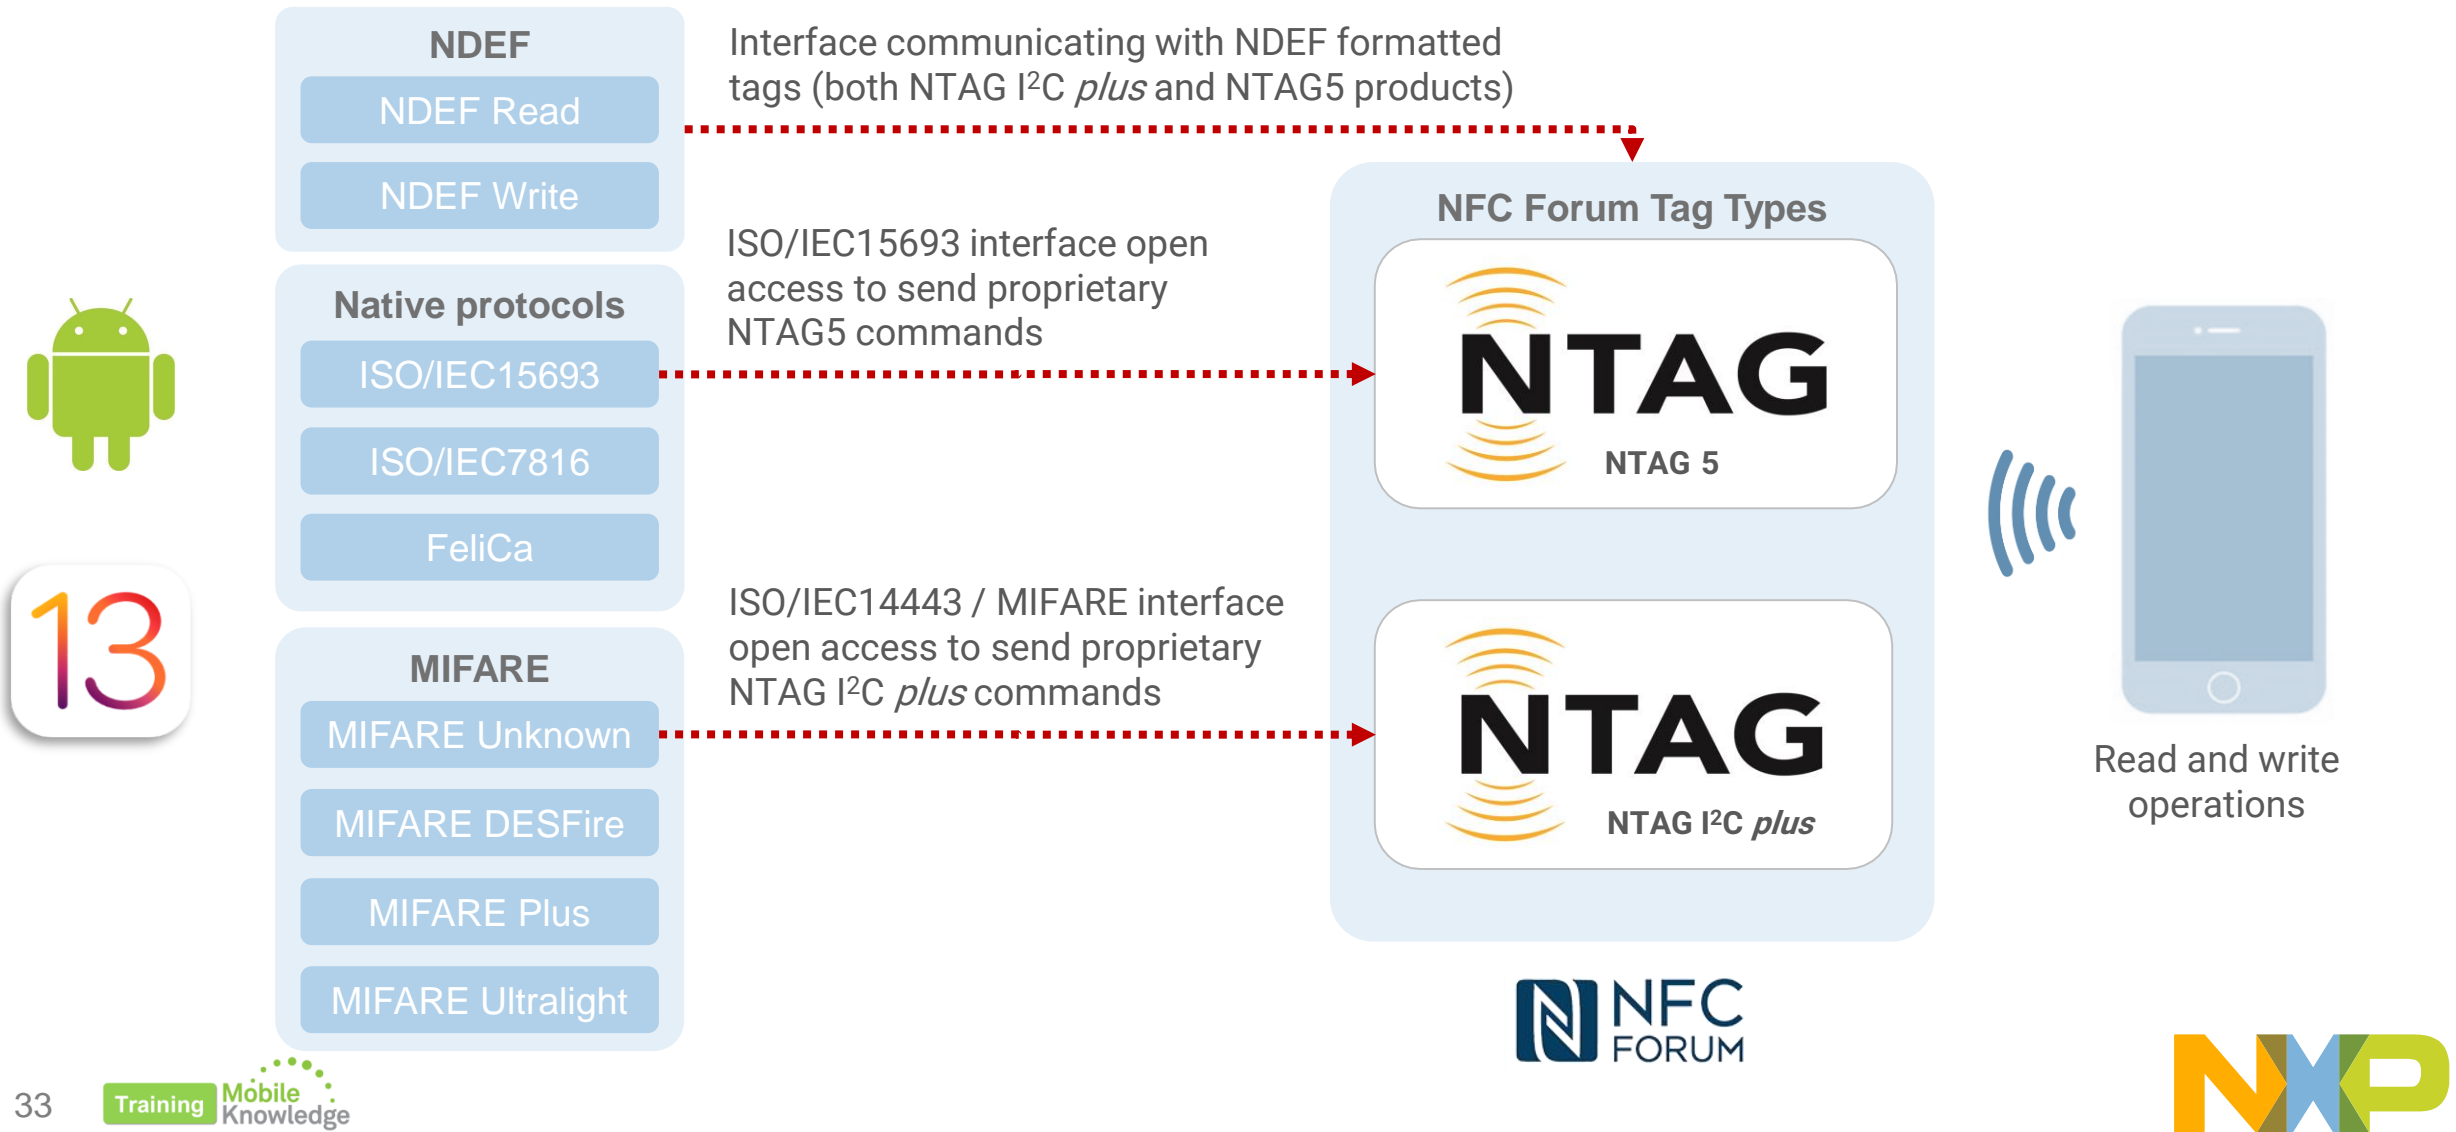 NDEF
NDEF Read
NDEF Write
Native protocols
ISO/IEC15693
ISO/IEC7816
FeliCa
MIFARE
MIFARE Unknown
MIFARE DESFire
MIFARE Plus
MIFARE Ultralight
13
Interface communicating with NDEF formatted
tags (both NTAG I²C plus and NTAG5 products)
ISO/IEC15693 interface open
access to send proprietary
NTAG5 commands
ISO/IEC14443 / MIFARE interface
open access to send proprietary
NTAG I²C plus commands
NFC Forum Tag Types
NTAG
NTAG 5
NTAG
NTAG I²C plus
Read and write
operations
NFC
FORUM
33
Training
Mobile
Knowledge
NXP